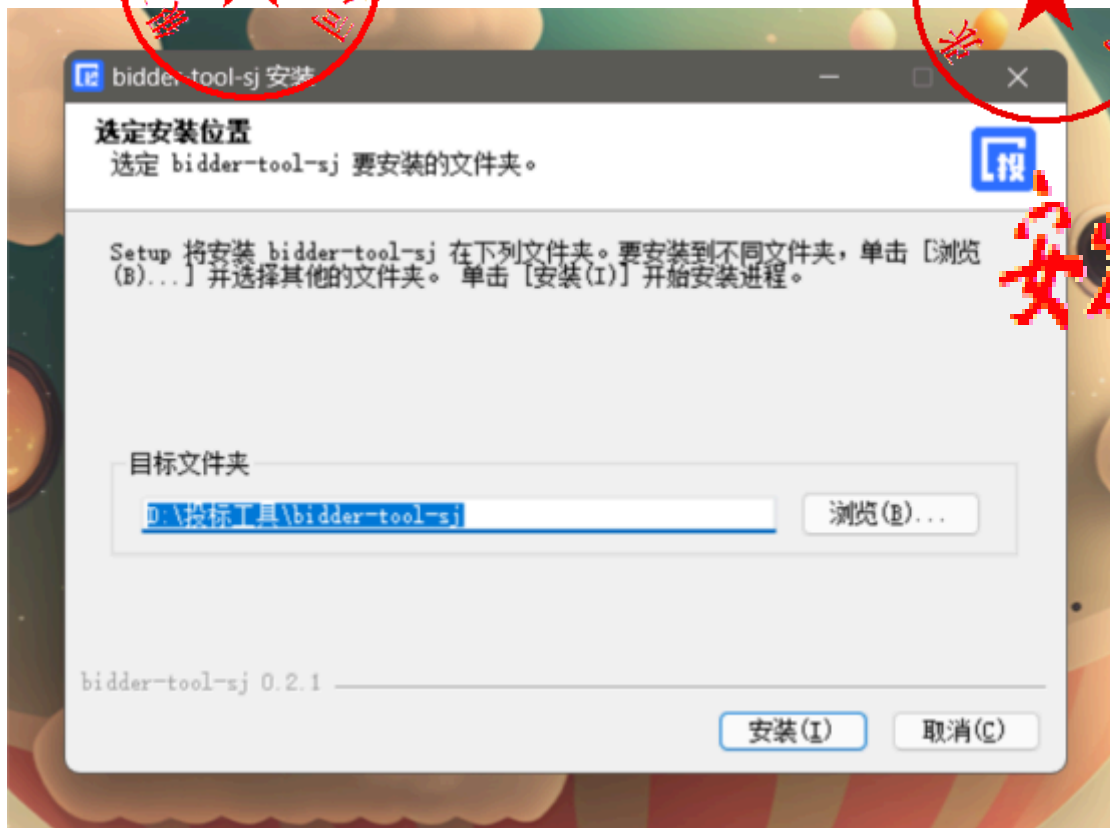 bidder-tool-sj 安装
选定安装位置
选定 bidder-tool-sj 要安装的文件夹。
投
Setup 将安装 bidder-tool-sj 在下列文件夹。要安装到不同文件夹，单击 [浏览
(B)...] 并选择其他的文件夹。 单击 [安装(I)] 开始安装进程。
安
目标文件夹
D:\投标工具\bidder-tool-sj
浏览(B)...
bidder-tool-sj 0.2.1
安装(I)
取消(C)